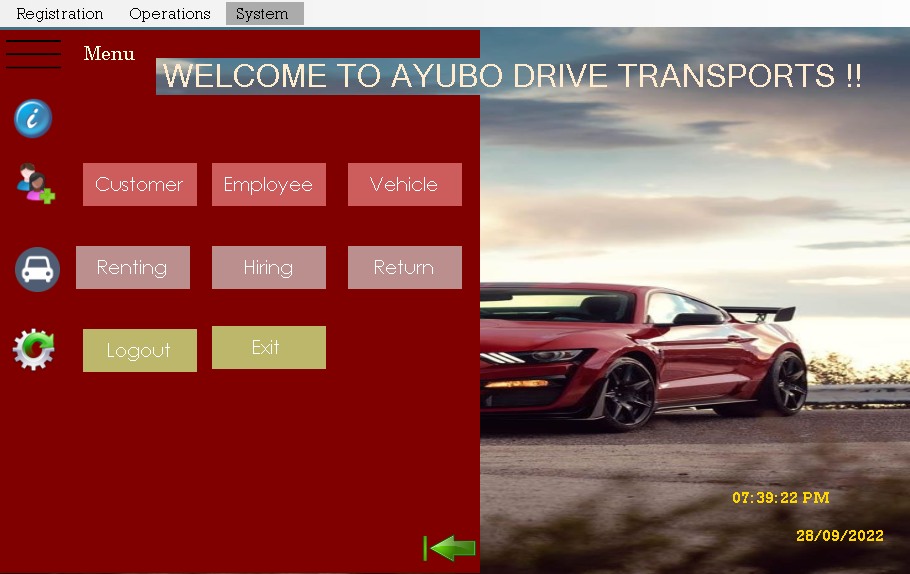 Registration Operations System
Menu
WELCOME TO AYUBO DRIVE TRANSPORTS !!
Customer Employee Vehicle
Renting Hiring Return
Logout Exit
07:39:22 PM
28/09/2022